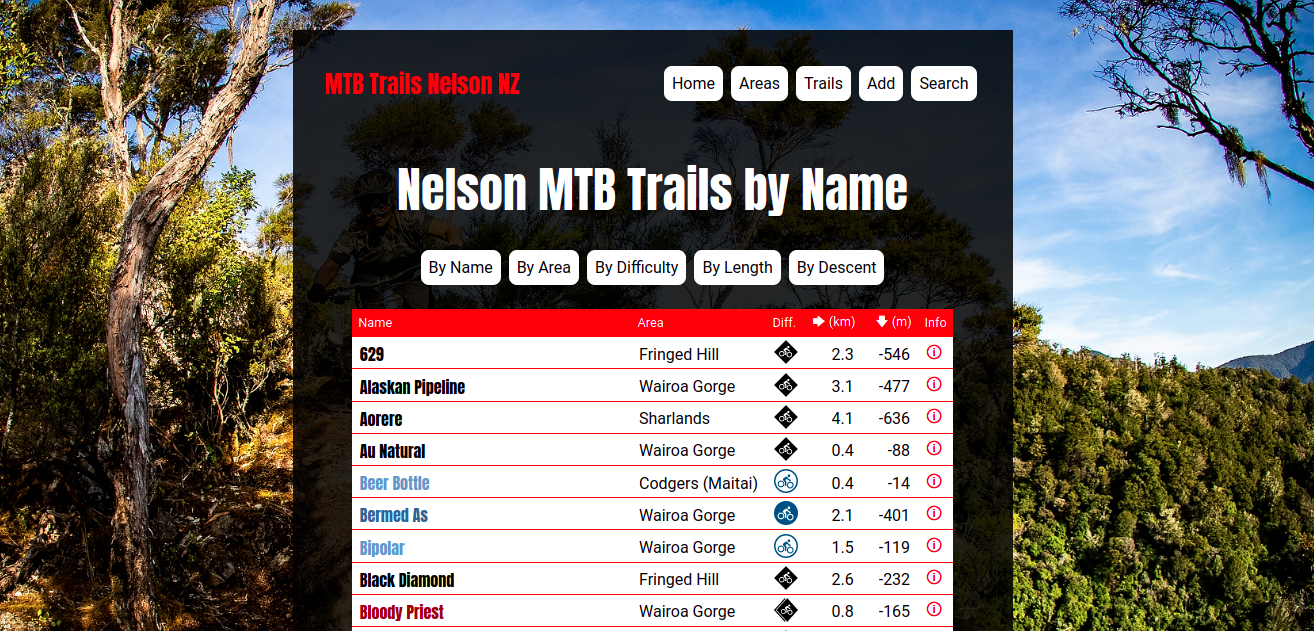 MTB Trails Nelson NZ Home Areas Trails Add Search
Nelson MTB Trails by Name
By Name By Area By Difficulty By Length By Descent
Name Area Diff. (km) (m) Info
629 Fringed Hill 2.3 -546
Alaskan Pipeline Wairoa Gorge 3.1 -477
Aorere Sharlands 4.1 -636
Au Natural Wairoa Gorge 0.4 -88
Beer Bottle Codgers (Maitai) 0.4 -14
Bermed As Wairoa Gorge 2.1 -401
Bipolar Wairoa Gorge 1.5 -119
Black Diamond Fringed Hill 2.6 -232
Bloody Priest Wairoa Gorge 0.8 -165